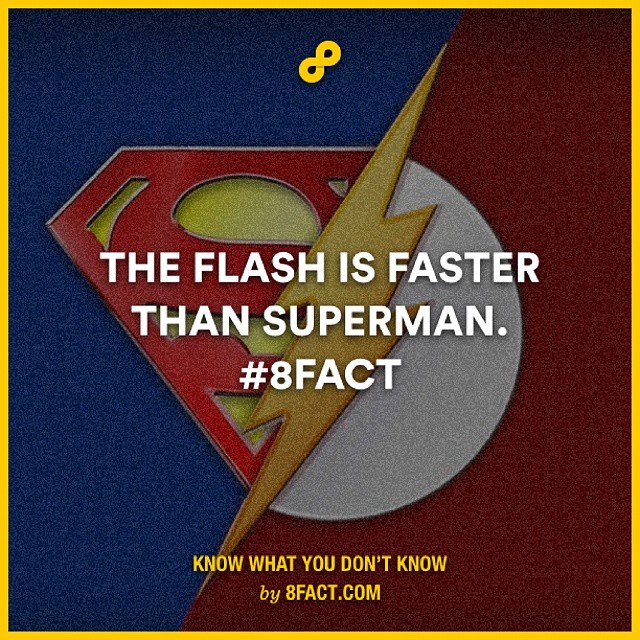 THE FLASH IS FASTER
THAN SUPERMAN.
#8FACT
KNOW WHAT YOU DON'T KNOW
by 8FACT.COM